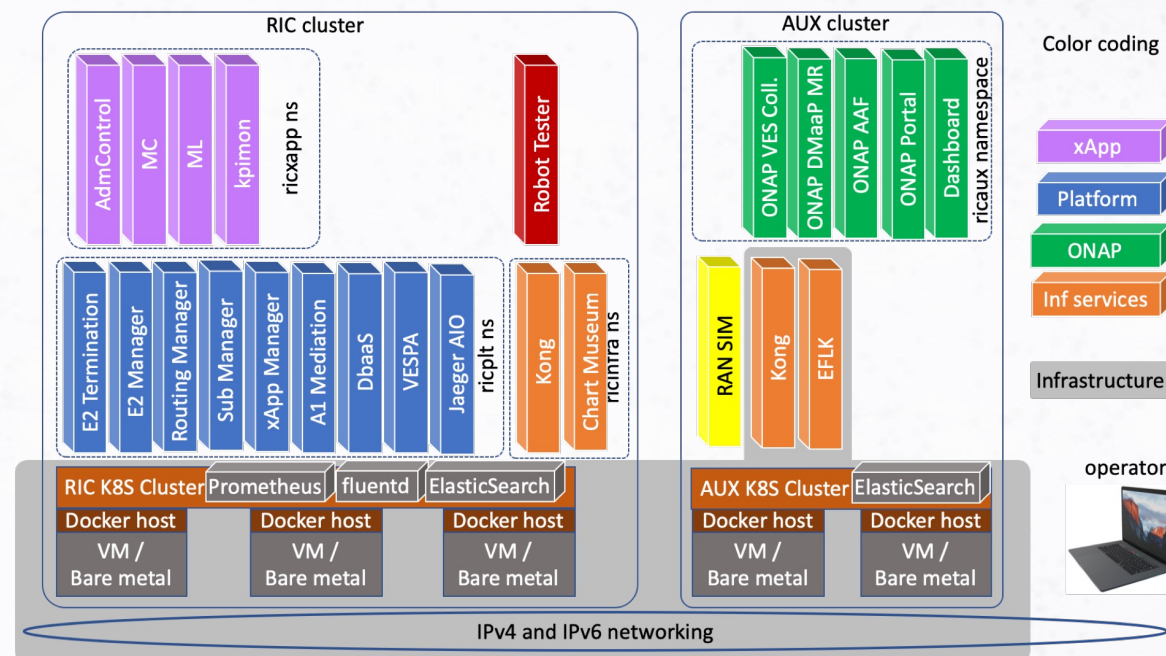 RIC cluster
AUX cluster
Color coding
AdmControl
MC
ML
kpimon
ricxapp ns
Robot Tester
ONAP VES Coll.
ONAP DMaaP MR
ONAP AAF
ONAP Portal
Dashboard
ricaux namespace
xApp
Platform
ONAP
Inf services
E2 Termination
E2 Manager
Routing Manager
Sub Manager
xApp Manager
A1 Mediation
DbaaS
VESPA
Jaeger AIO
ricplt ns
Kong
Chart Museum
ricinfra ns
RAN SIM
Kong
EFLK
Infrastructure
operator
RIC K8S Cluster
Prometheus
fluentd
ElasticSearch
AUX K8S Cluster
ElasticSearch
Docker host
Docker host
Docker host
Docker host
Docker host
VM /
Bare metal
VM /
Bare metal
VM /
Bare metal
VM /
Bare metal
VM /
Bare metal
IPv4 and IPv6 networking